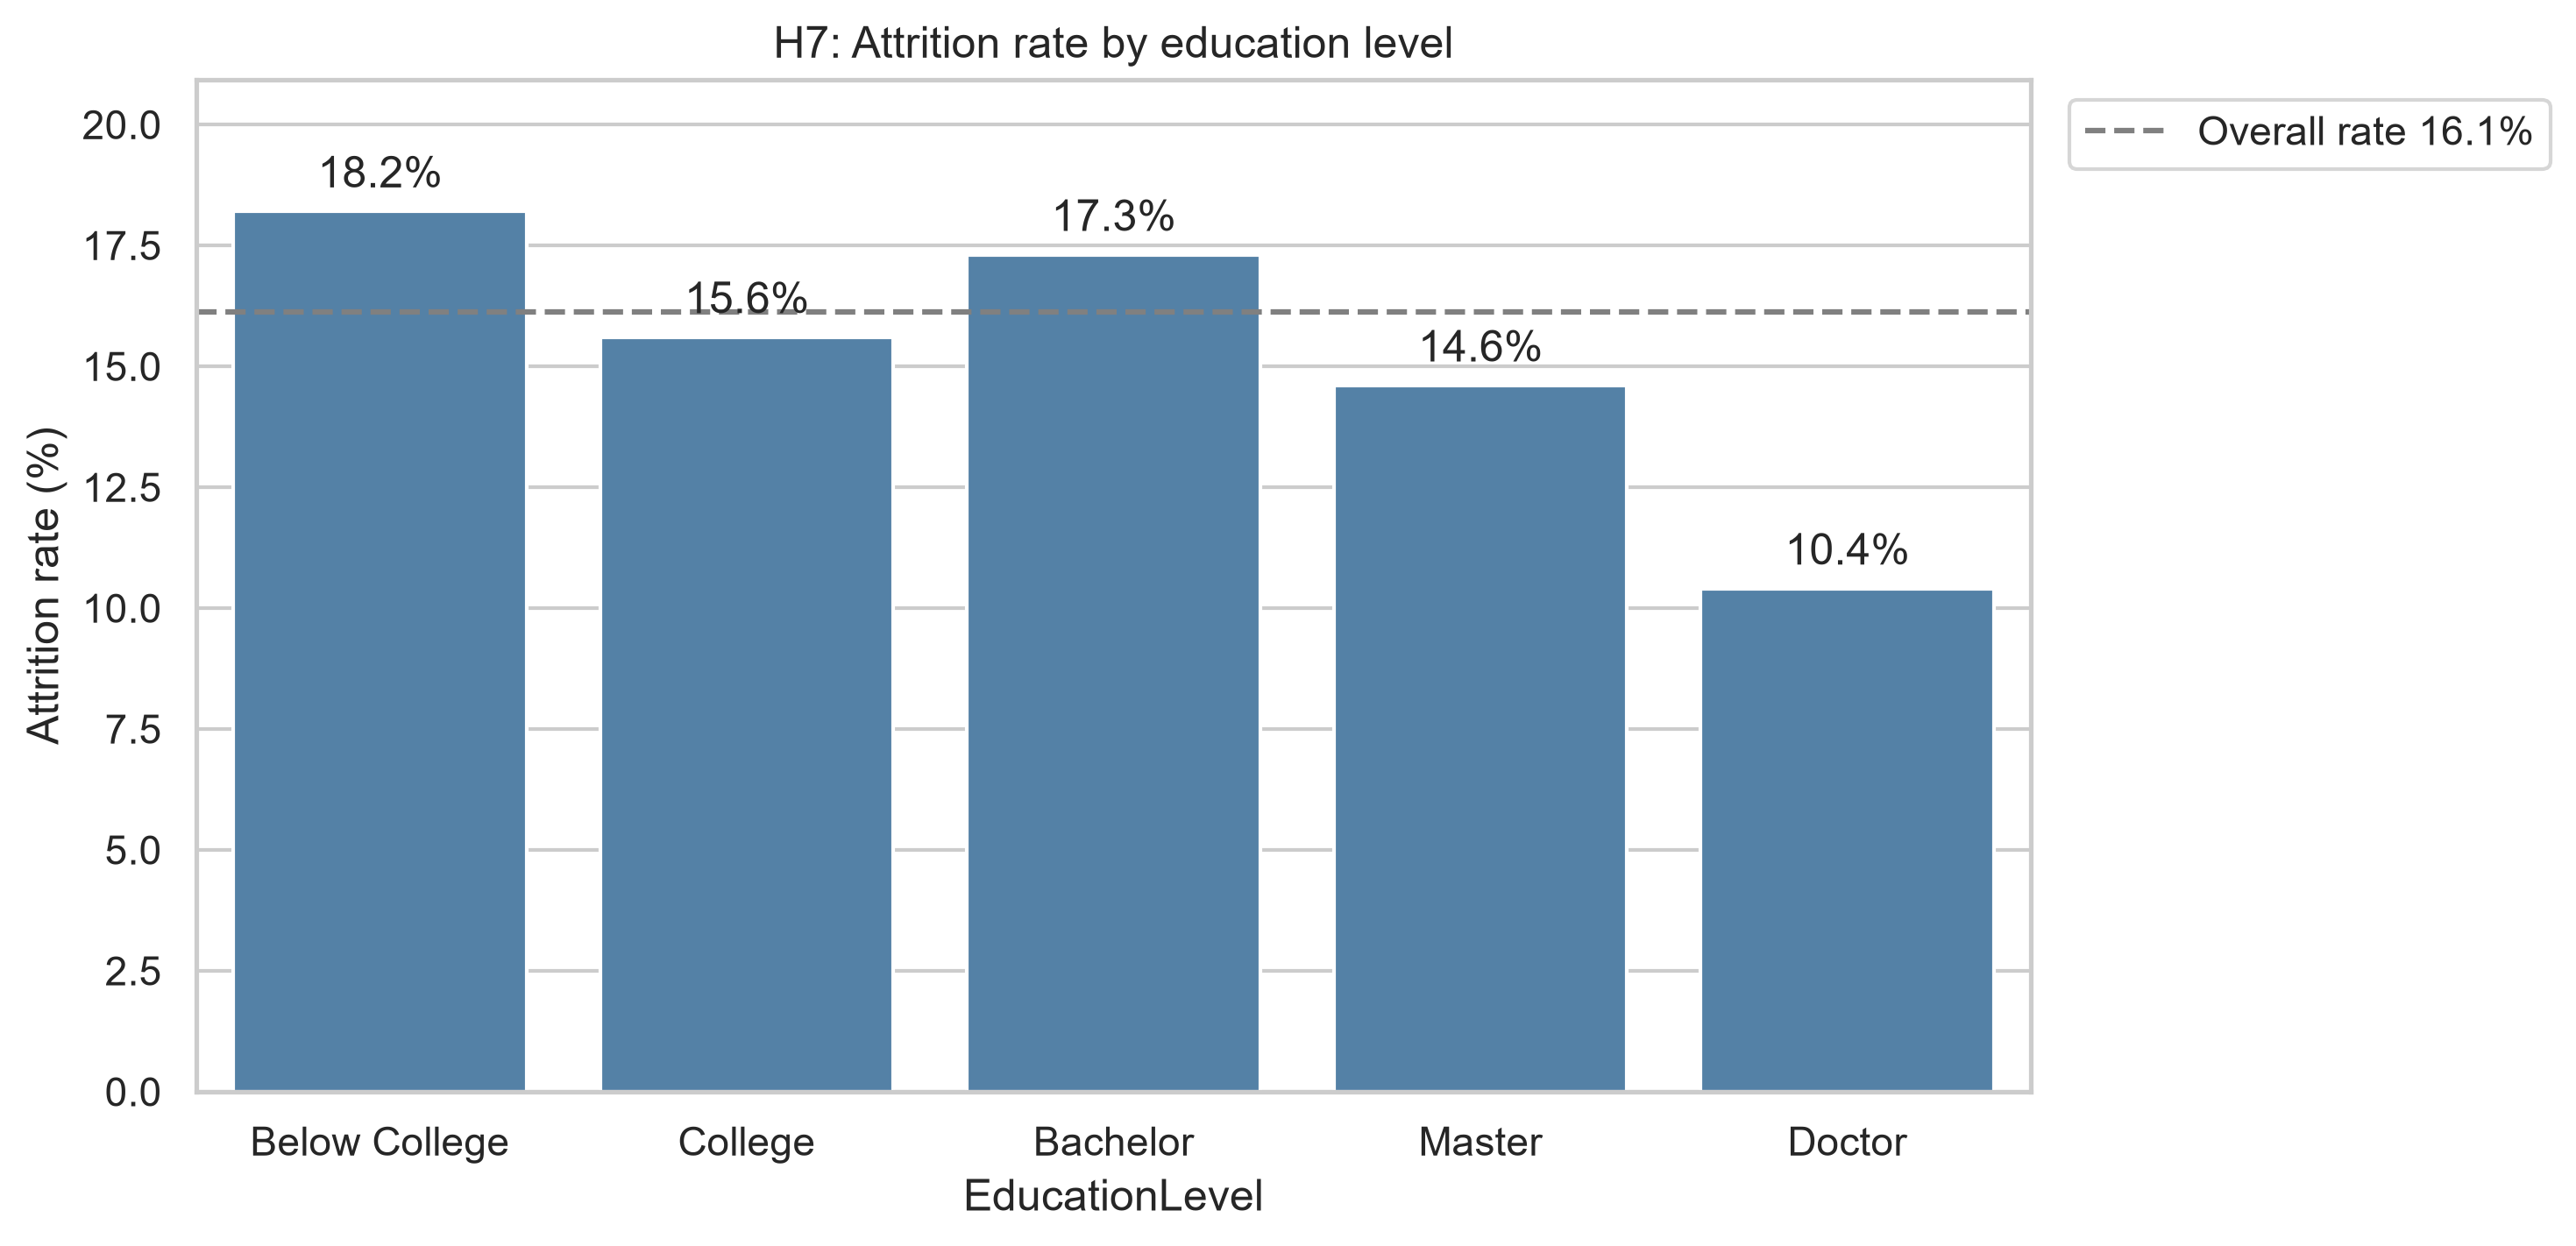 H7: Attrition rate by education level
Overall rate 16.1%
Attrition rate (%)
20.0
17.5
15.0
12.5
10.0
7.5
5.0
2.5
0.0
18.2%
15.6%
17.3%
14.6%
10.4%
Below College
College
Bachelor
Master
Doctor
EducationLevel